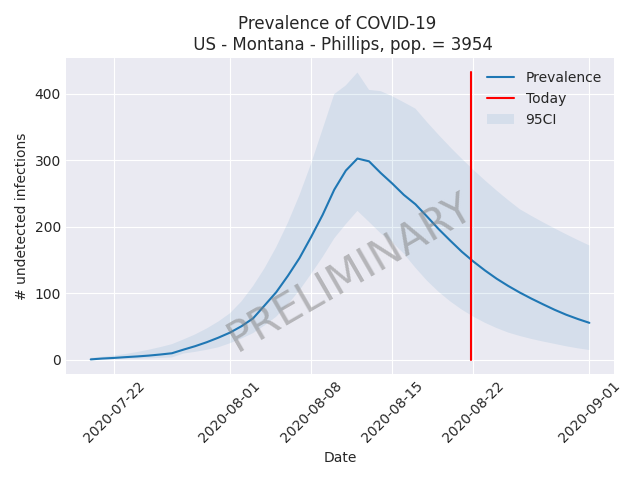 Prevalence of COVID-19
US - Montana - Phillips, pop. = 3954
Prevalence
Today
95CI
PRELIMINARY
# undetected infections
400
300
200
100
0
2020-07-22
2020-08-01
2020-08-08
2020-08-15
2020-08-22
2020-09-01
Date